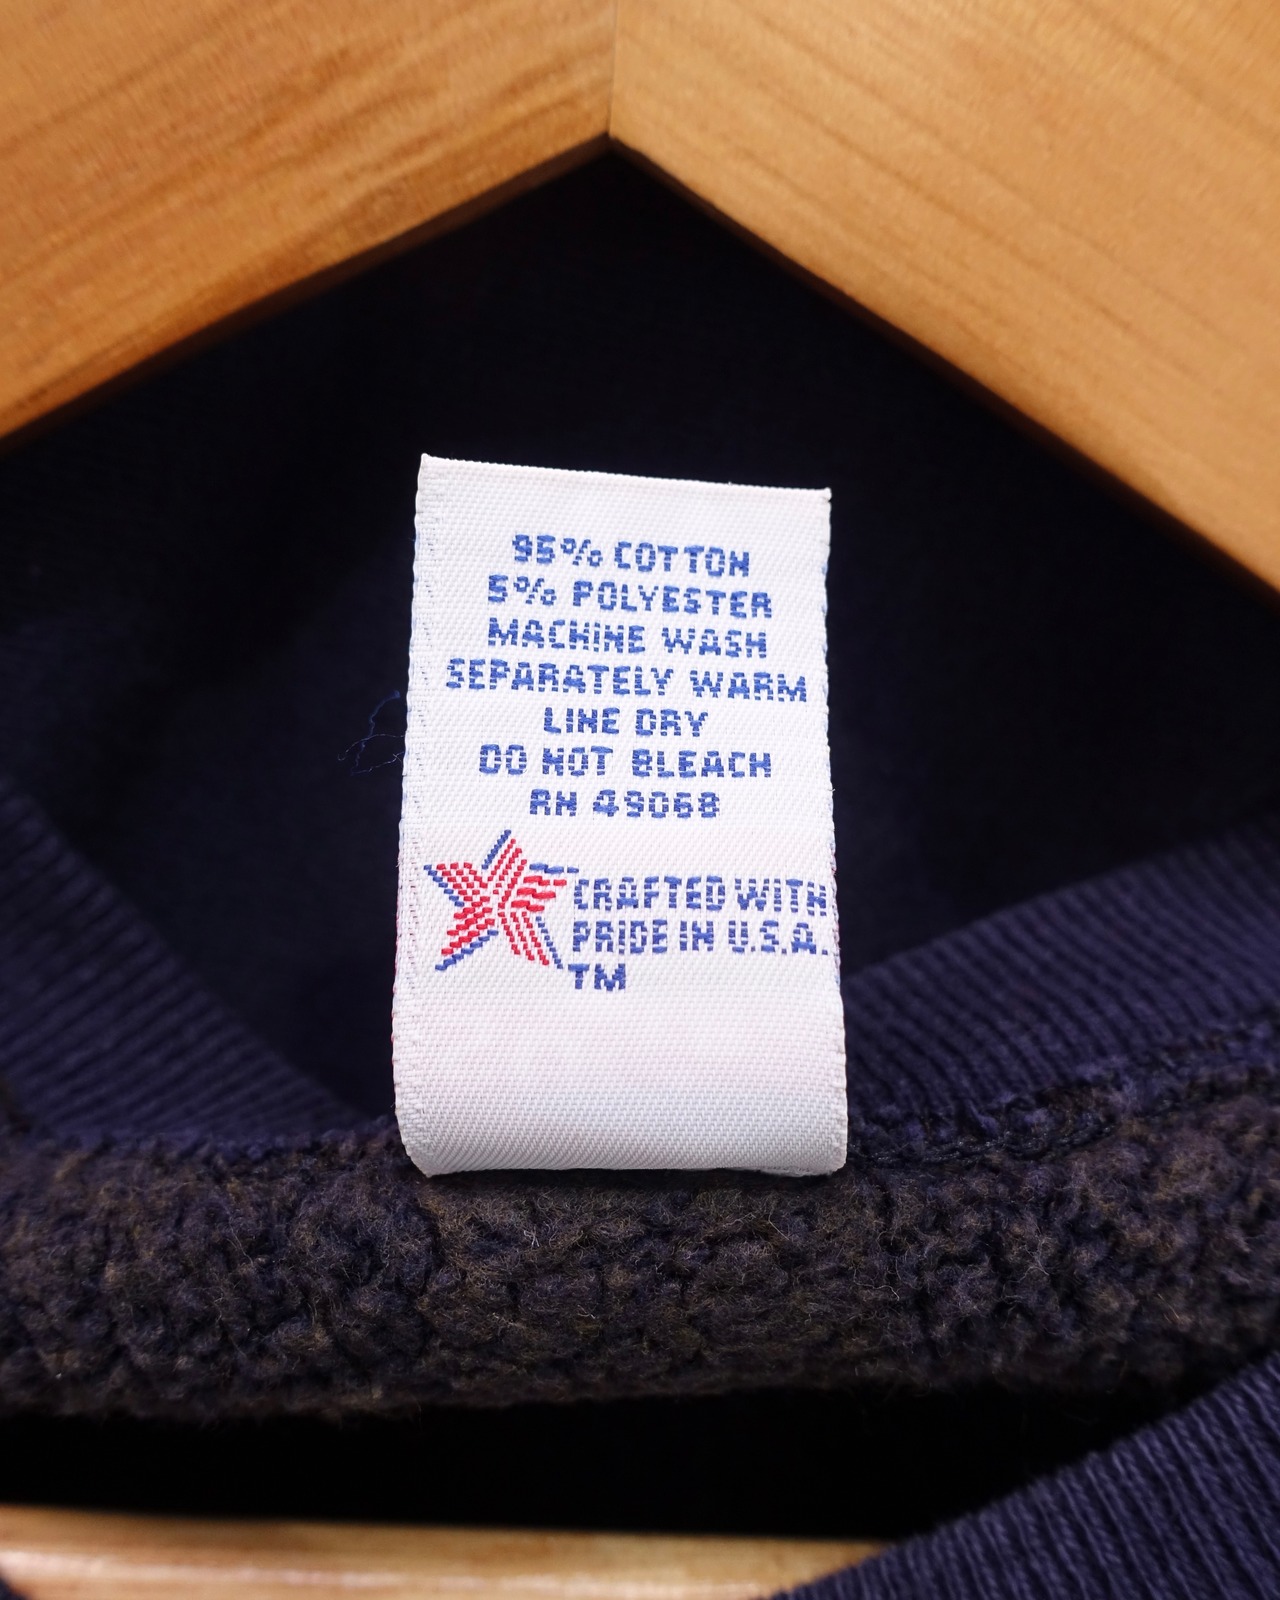 95% COTTON
5% POLYESTER
MACHINE WASH
SEPARATELY WARM
LINE DRY
DO NOT BLEACH
RN 49068
CRAFTED WITH
PRIDE IN U.S.A.
TM